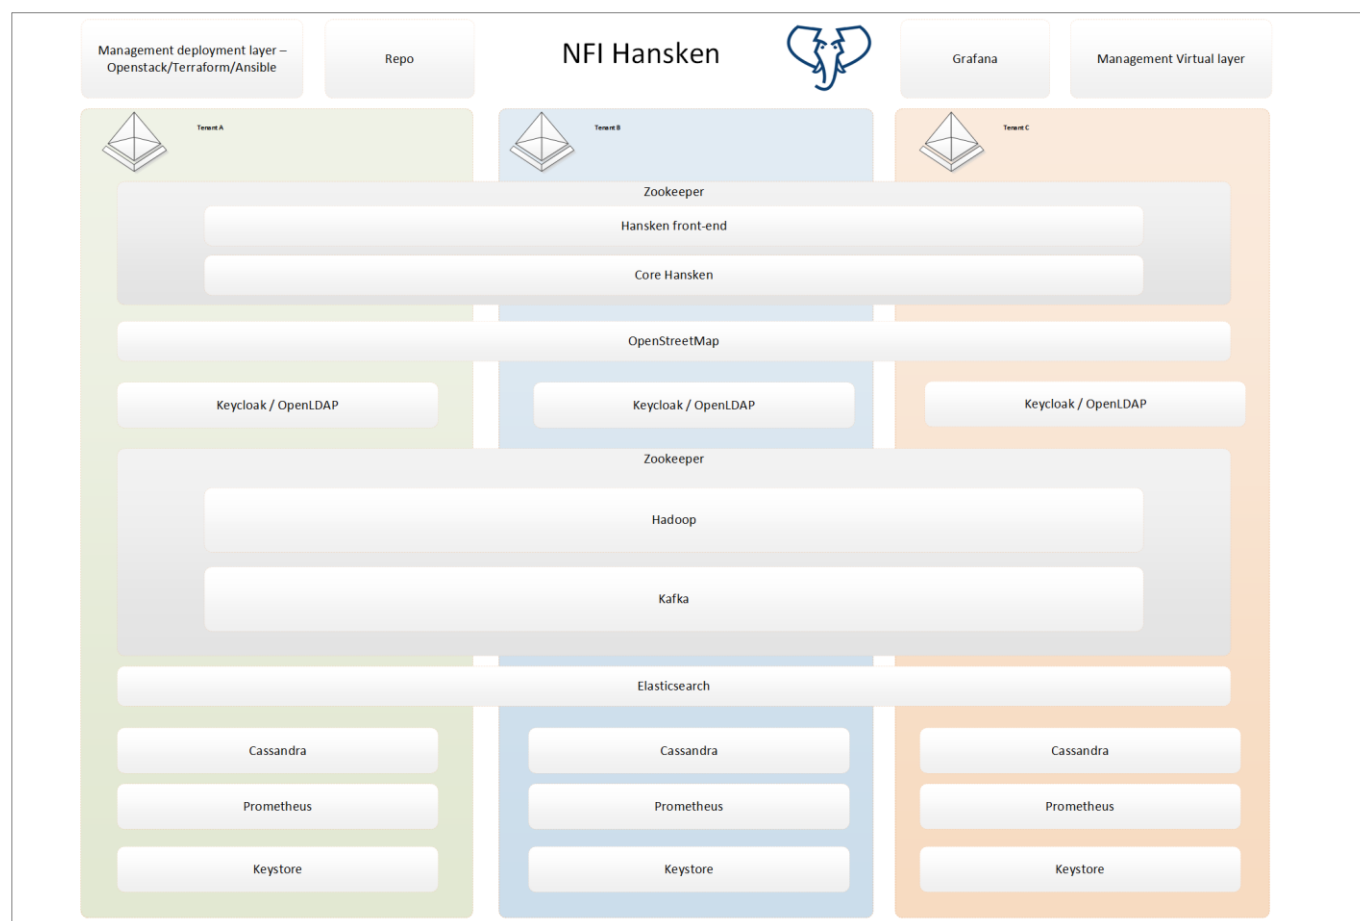 Management deployment layer –
Openstack/Terraform/Ansible
Repo
NFI Hansken
Grafana
Management Virtual layer
Tenant A
Tenant B
Tenant C
Zookeeper
Hansken front-end
Core Hansken
OpenStreetMap
Keycloak / OpenLDAP
Keycloak / OpenLDAP
Keycloak / OpenLDAP
Zookeeper
Hadoop
Kafka
Elasticsearch
Cassandra
Cassandra
Cassandra
Prometheus
Prometheus
Prometheus
Keystore
Keystore
Keystore